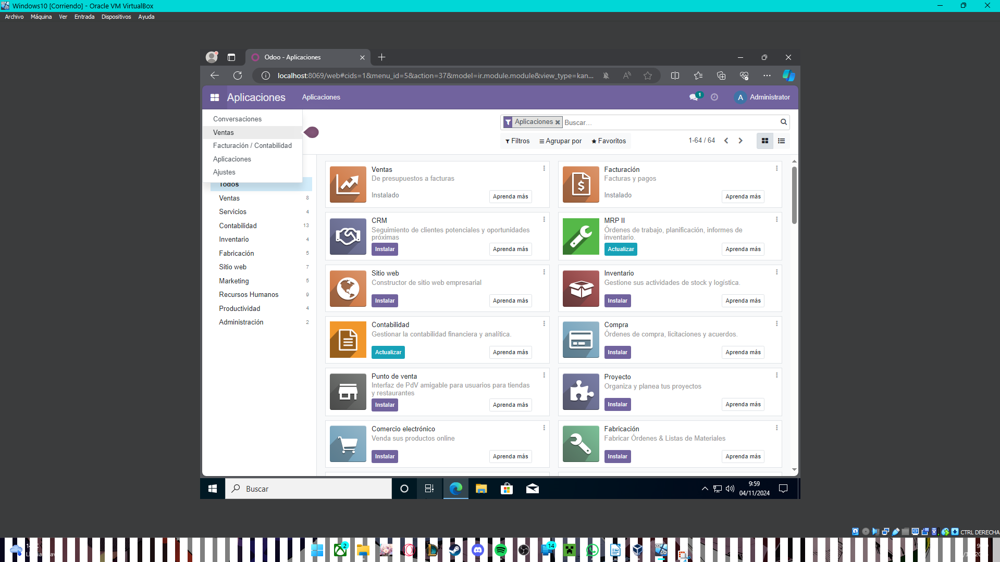 Windows10 [Corriendo] - Oracle VM VirtualBox
Archivo Máquina Ver Entrada Dispositivos Ayuda
Odoo - Aplicaciones
localhost:8069/web#cids=1&menu_id=5&action=37&model=ir.module.module&view_type=kan...
Aplicaciones Aplicaciones 1 A Administrator
Conversaciones
Ventas
Facturación / Contabilidad
Aplicaciones
Ajustes
Aplicaciones Buscar...
Filtros Agrupar por Favoritos 1-64 / 64
Todos
Ventas 8
Servicios 4
Contabilidad 13
Inventario 4
Fabricación 5
Sitio web 7
Marketing 5
Recursos Humanos 9
Productividad 4
Administración 2
Ventas
De presupuestos a facturas
Instalado Aprenda más
Facturación
Facturas y pagos
Instalado Aprenda más
CRM
Seguimiento de clientes potenciales y oportunidades
próximas
Instalar Aprenda más
MRP II
Órdenes de trabajo, planificación, informes de
inventario.
Actualizar Aprenda más
Sitio web
Constructor de sitio web empresarial
Instalar Aprenda más
Inventario
Gestione sus actividades de stock y logística.
Instalar Aprenda más
Contabilidad
Gestionar la contabilidad financiera y analítica.
Actualizar Aprenda más
Compra
Órdenes de compra, licitaciones y acuerdos.
Instalar Aprenda más
Punto de venta
Interfaz de PdV amigable para usuarios para tiendas
y restaurantes
Instalar Aprenda más
Proyecto
Organiza y planea tus proyectos
Instalar Aprenda más
Comercio electrónico
Venda sus productos online
Instalar Aprenda más
Fabricación
Fabricar Órdenes & Listas de Materiales
Instalar Aprenda más
Buscar
9:59
04/11/2024
CTRL DERECHA
2
14